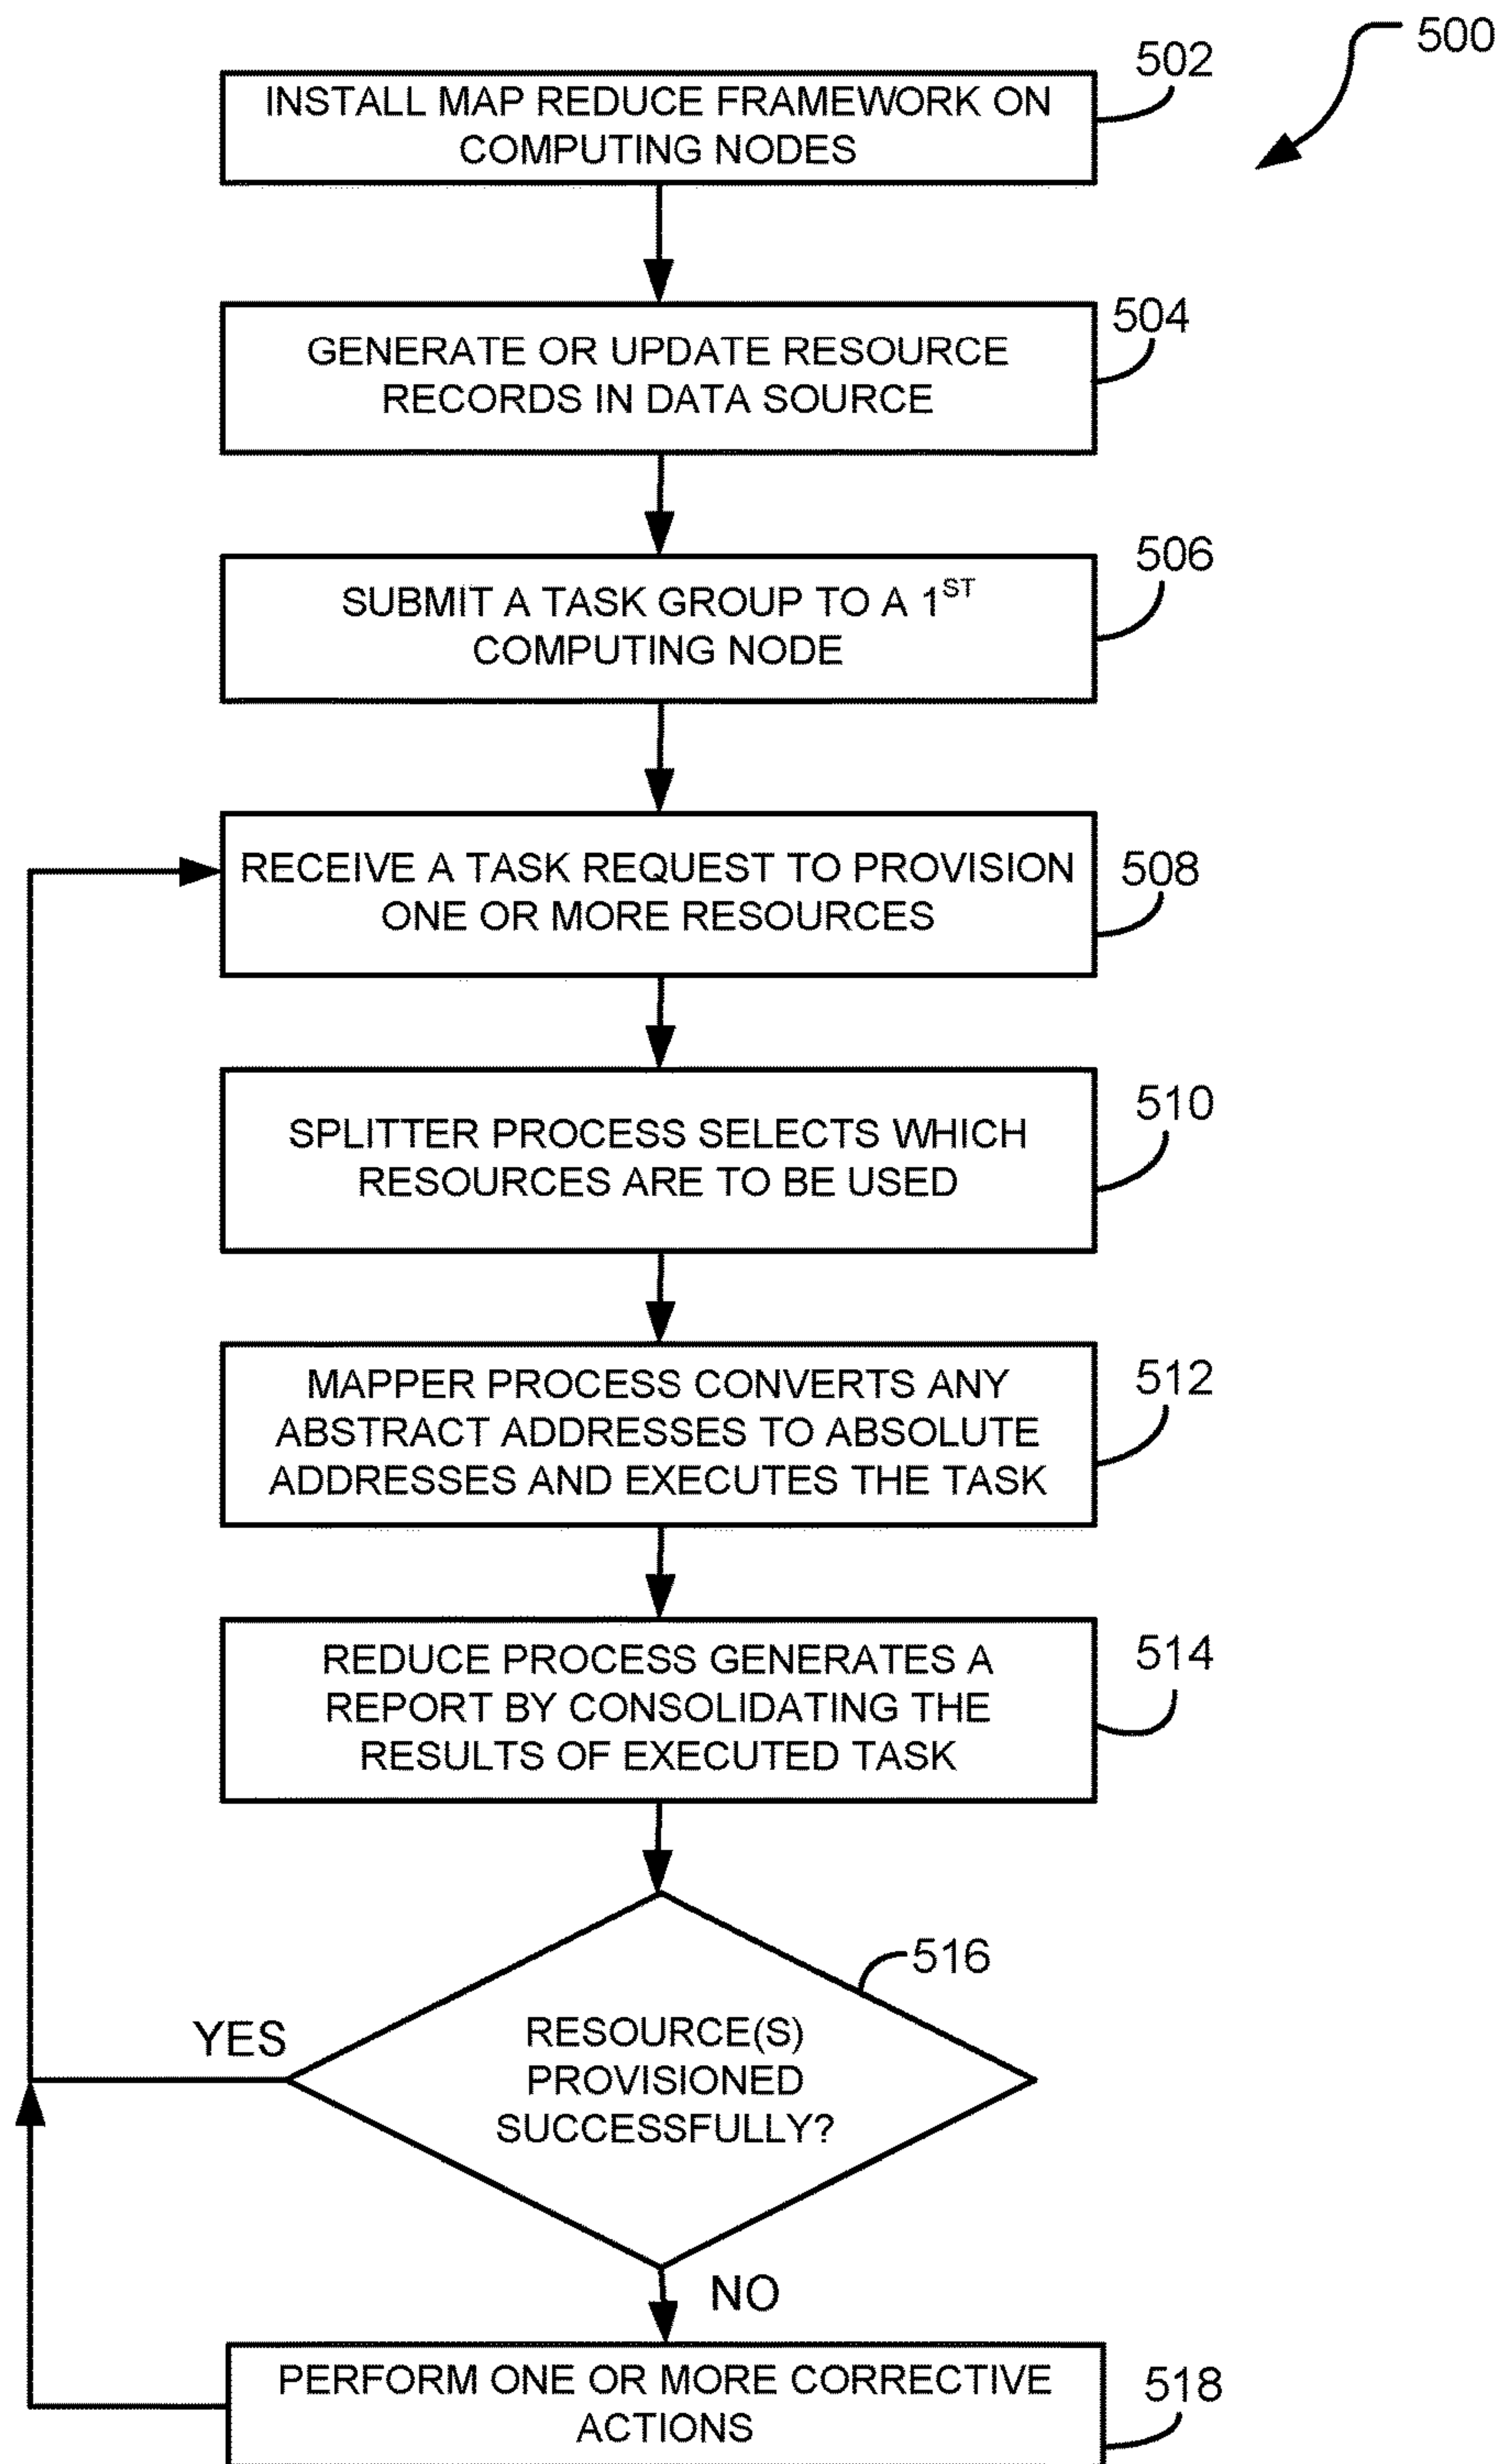 500
502
INSTALL MAP REDUCE FRAMEWORK ON
COMPUTING NODES
504
GENERATE OR UPDATE RESOURCE
RECORDS IN DATA SOURCE
506
SUBMIT A TASK GROUP TO A 1ST
COMPUTING NODE
508
RECEIVE A TASK REQUEST TO PROVISION
ONE OR MORE RESOURCES
510
SPLITTER PROCESS SELECTS WHICH
RESOURCES ARE TO BE USED
512
MAPPER PROCESS CONVERTS ANY
ABSTRACT ADDRESSES TO ABSOLUTE
ADDRESSES AND EXECUTES THE TASK
514
REDUCE PROCESS GENERATES A
REPORT BY CONSOLIDATING THE
RESULTS OF EXECUTED TASK
516
YES
RESOURCE(S)
PROVISIONED
SUCCESSFULLY?
NO
PERFORM ONE OR MORE CORRECTIVE
ACTIONS
518